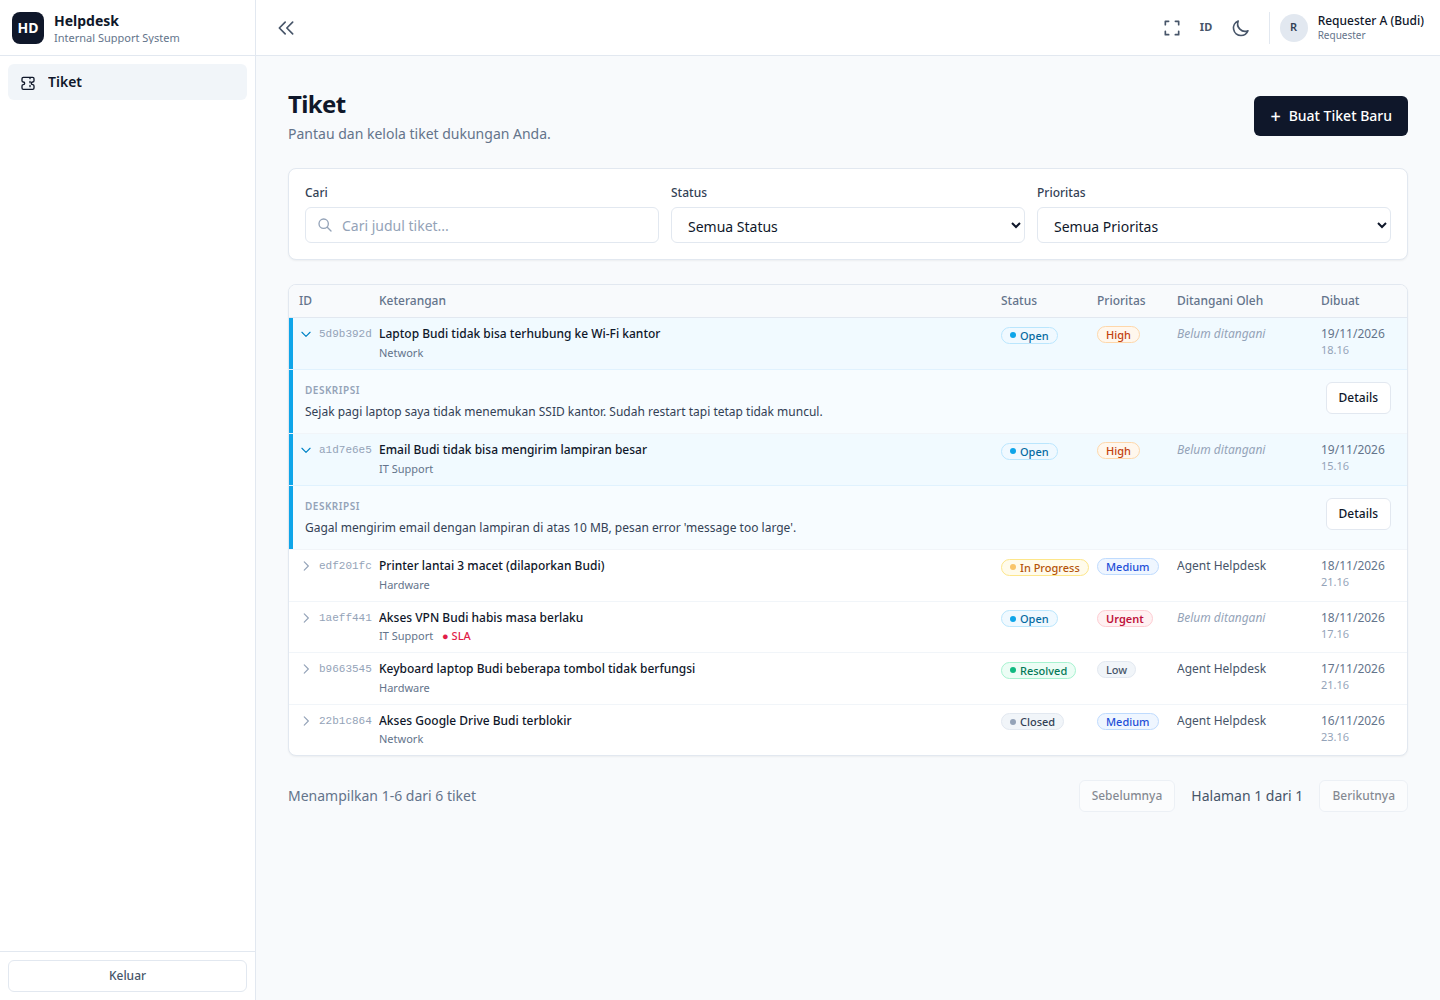 HD
Helpdesk
Internal Support System
ID
R
Requester A (Budi)
Requester
Tiket
Tiket
Pantau dan kelola tiket dukungan Anda.
+ Buat Tiket Baru
Cari
Status
Prioritas
Cari judul tiket...
Semua Status
Semua Prioritas
ID Keterangan Status Prioritas Ditangani Oleh Dibuat
5d9b392d Laptop Budi tidak bisa terhubung ke Wi-Fi kantor Open High Belum ditangani 19/11/2026
Network 18.16
DESKRIPSI
Sejak pagi laptop saya tidak menemukan SSID kantor. Sudah restart tapi tetap tidak muncul.
Details
a1d7e6e5 Email Budi tidak bisa mengirim lampiran besar Open High Belum ditangani 19/11/2026
IT Support 15.16
DESKRIPSI
Gagal mengirim email dengan lampiran di atas 10 MB, pesan error 'message too large'.
Details
edf201fc Printer lantai 3 macet (dilaporkan Budi) In Progress Medium Agent Helpdesk 18/11/2026
Hardware 21.16
1aeff441 Akses VPN Budi habis masa berlaku Open Urgent Belum ditangani 18/11/2026
IT Support ● SLA 17.16
b9663545 Keyboard laptop Budi beberapa tombol tidak berfungsi Resolved Low Agent Helpdesk 17/11/2026
Hardware 21.16
22b1c864 Akses Google Drive Budi terblokir Closed Medium Agent Helpdesk 16/11/2026
Network 23.16
Menampilkan 1-6 dari 6 tiket
Sebelumnya
Halaman 1 dari 1
Berikutnya
Keluar